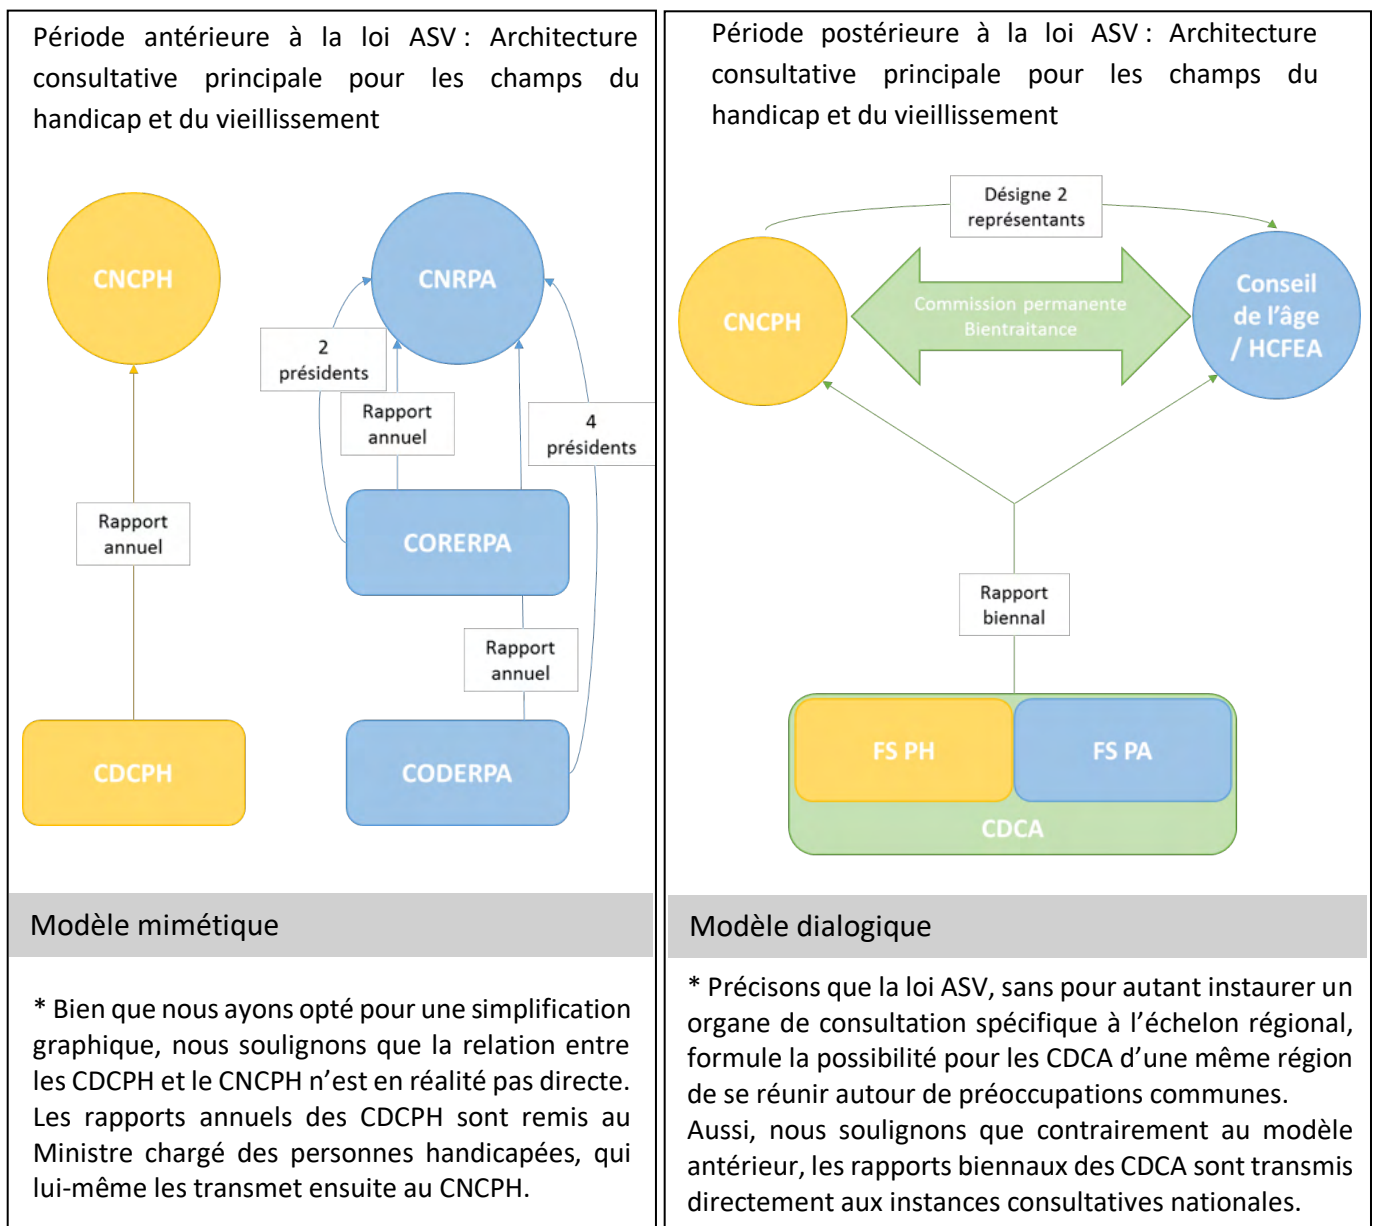 Période antérieure à la loi ASV : Architecture
consultative principale pour les champs du
handicap et du vieillissement
CNCPH
CNRPA
2
présidents
Rapport
annuel
4
présidents
Rapport
annuel
CORERPA
Rapport
annuel
CDCPH
CODERPA
Modèle mimétique
* Bien que nous ayons opté pour une simplification
graphique, nous soulignons que la relation entre
les CDCPH et le CNCPH n’est en réalité pas directe.
Les rapports annuels des CDCPH sont remis au
Ministre chargé des personnes handicapées, qui
lui-même les transmet ensuite au CNCPH.
Période postérieure à la loi ASV : Architecture
consultative principale pour les champs du
handicap et du vieillissement
Désigne 2
représentants
CNCPH
Commission permanente
Bientraitance
Conseil
de l’âge
/ HCFEA
Rapport
biennal
FS PH
FS PA
CDCA
Modèle dialogique
* Précisons que la loi ASV, sans pour autant instaurer un
organe de consultation spécifique à l’échelon régional,
formule la possibilité pour les CDCA d’une même région
de se réunir autour de préoccupations communes.
Aussi, nous soulignons que contrairement au modèle
antérieur, les rapports biennaux des CDCA sont transmis
directement aux instances consultatives nationales.